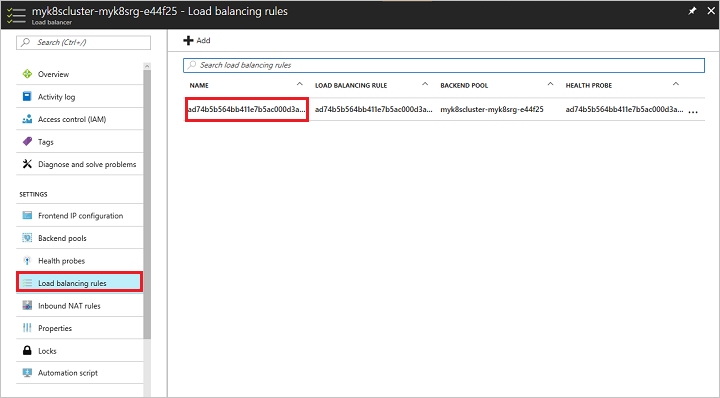 myk8scluster-myk8srg-e44f25 - Load balancing rules
Load balancer
Search (Ctrl+/)
Overview
Activity log
Access control (IAM)
Tags
Diagnose and solve problems
SETTINGS
Frontend IP configuration
Backend pools
Health probes
Load balancing rules
Inbound NAT rules
Properties
Locks
Automation script
Add
Search load balancing rules
NAME LOAD BALANCING RULE BACKEND POOL HEALTH PROBE
ad74b5b564bb411e7b5ac000d3a... ad74b5b564bb411e7b5ac000d3a... myk8scluster-myk8srg-e44f25 ad74b5b564bb411e7b5ac000d3a... ...